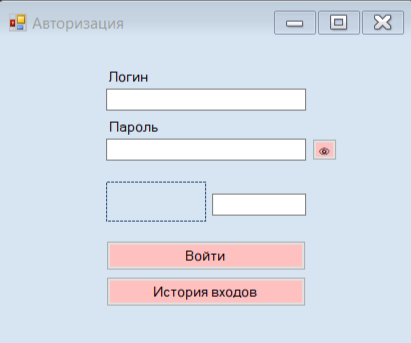 Авторизация
Логин
Пароль
Войти
История входов